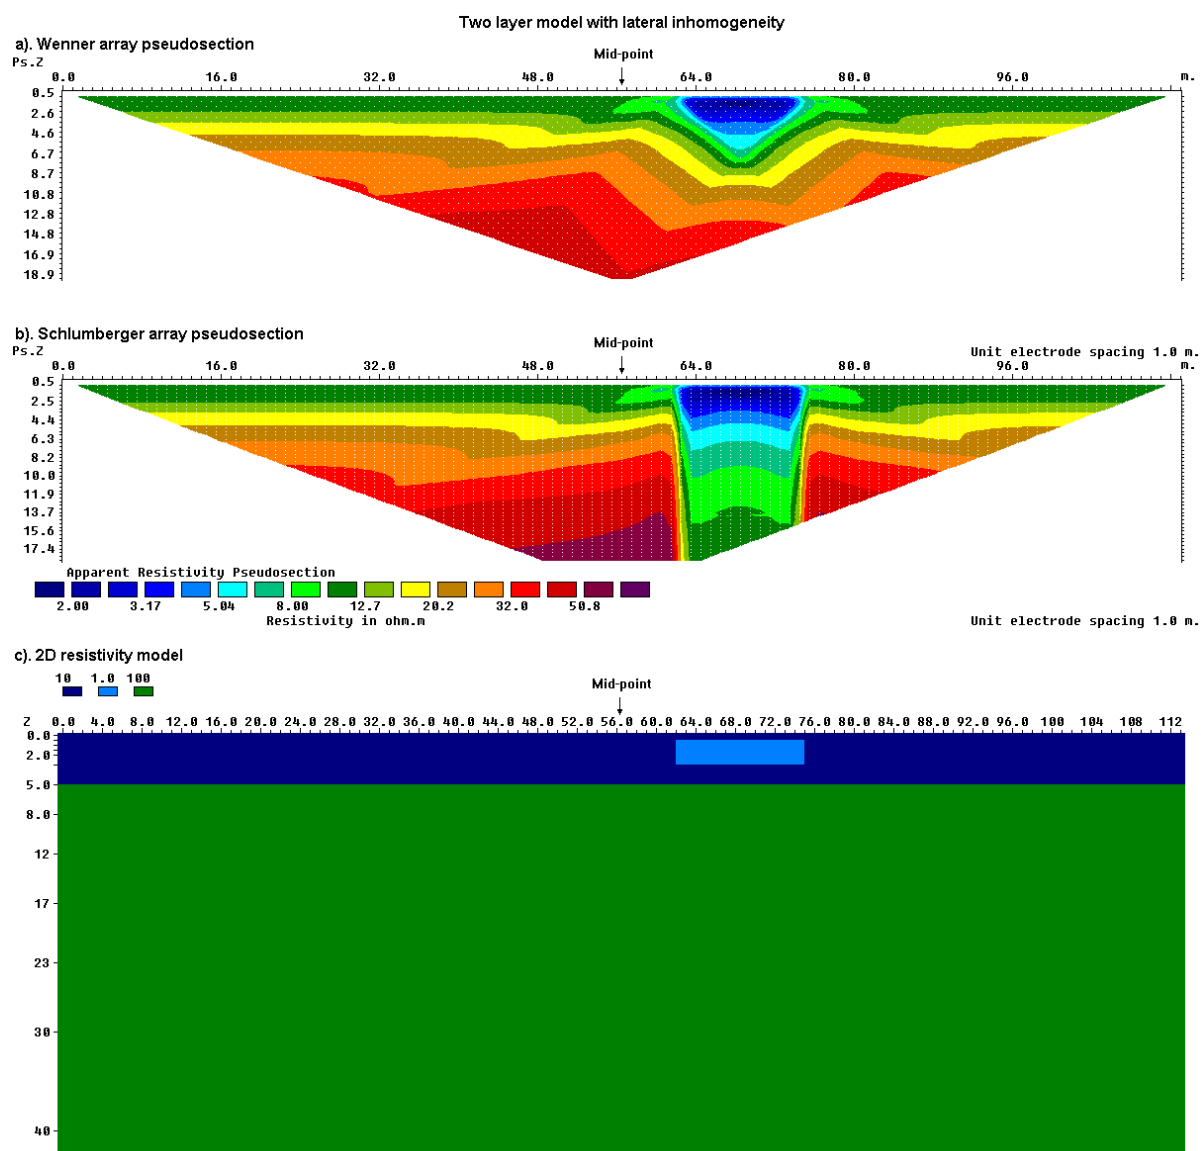 Two layer model with lateral inhomogeneity
a). Wenner array pseudosection
Ps.Z
Mid-point
0.0 16.0 32.0 48.0 64.0 80.0 96.0 m.
0.5
2.6
4.6
6.7
8.7
10.8
12.8
14.8
16.9
18.9
b). Schlumberger array pseudosection
Ps.Z
Mid-point
Unit electrode spacing 1.0 m.
0.0 32.0 64.0 96.0 m.
0.5
2.5
4.4
6.3
8.2
10.0
11.9
13.7
15.6
17.4
Apparent Resistivity Pseudosection
2.00 3.17 5.04 8.00 12.7 20.2 32.0 50.8
Resistivity in ohm.m
Unit electrode spacing 1.0 m.
c). 2D resistivity model
10 1.0 100
Mid-point
Z 0.0 4.0 8.0 12.0 16.0 20.0 24.0 28.0 32.0 36.0 40.0 44.0 48.0 52.0 56.0 60.0 64.0 68.0 72.0 76.0 80.0 84.0 88.0 92.0 96.0 100 104 108 112
0.0
2.0
5.0
8.0
12
17
23
30
40